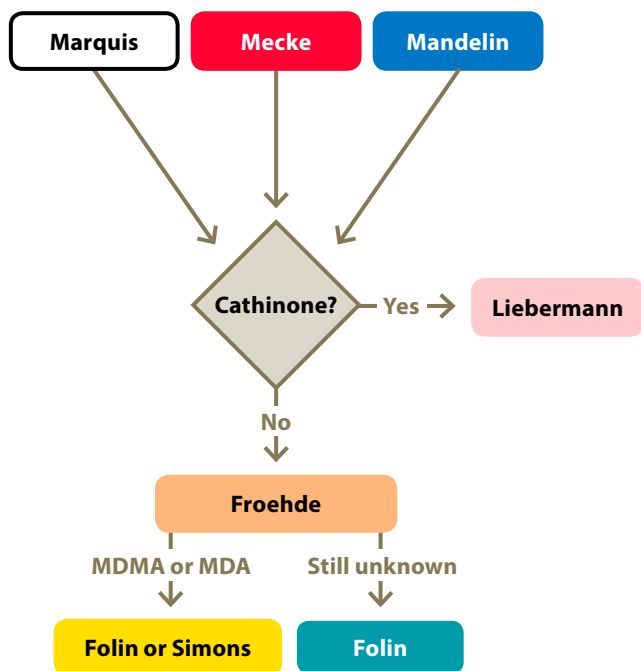 Marquis
Mecke
Mandelin
Cathinone?
Yes
Liebermann
No
Froehde
MDMA or MDA
Still unknown
Folin or Simons
Folin